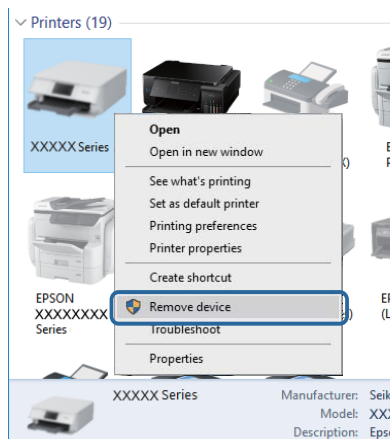 Printers (19)
XXXXX Series
Open
Open in new window
See what's printing
Set as default printer
Printing preferences
Printer properties
Create shortcut
Remove device
Troubleshoot
Properties
EPSON
XXXXXXXX
Series
XXXXX Series
Manufacturer:
Model:
Description: